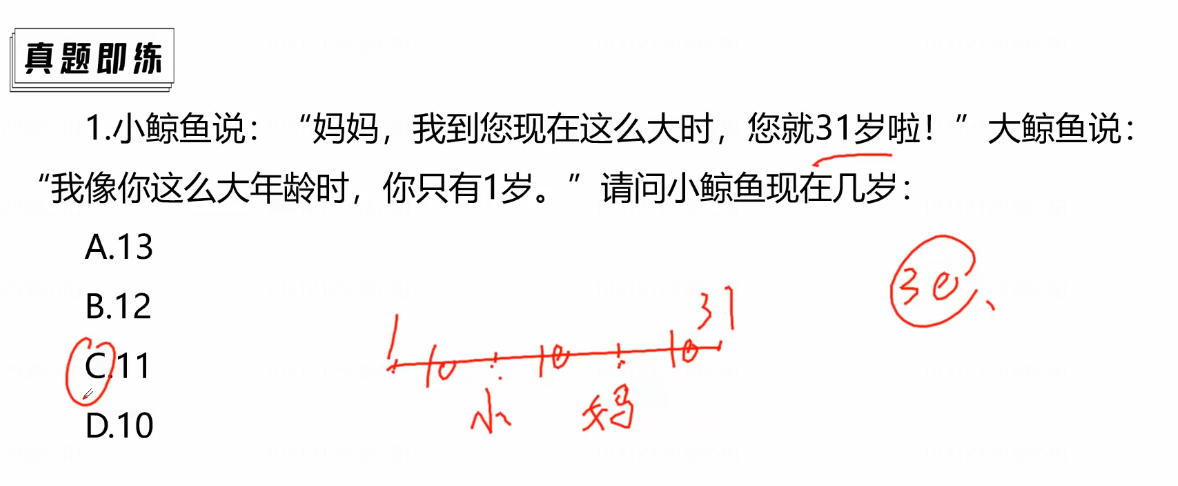 真题即练
1.小鲸鱼说：“妈妈，我到您现在这么大时，您就31岁啦！”大鲸鱼说：
“我像你这么大年龄时，你只有1岁。”请问小鲸鱼现在几岁：
A.13
B.12
C.11
D.10
30、
1 31
10 10 10
小 妈